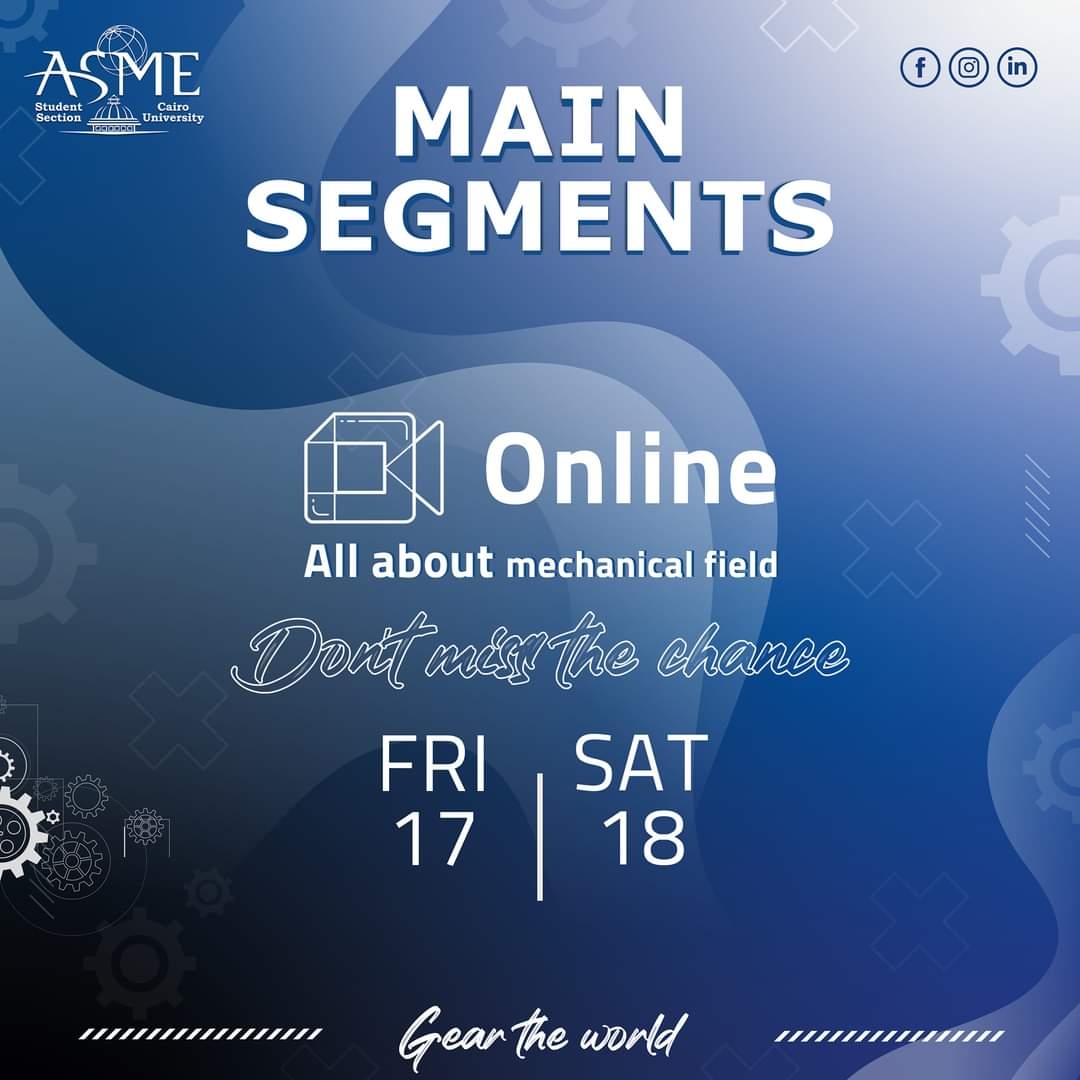 ASME
Student Section
Cairo University
MAIN
SEGMENTS
Online
All about mechanical field
Don't miss the chance
FRI
17
SAT
18
Gear the world